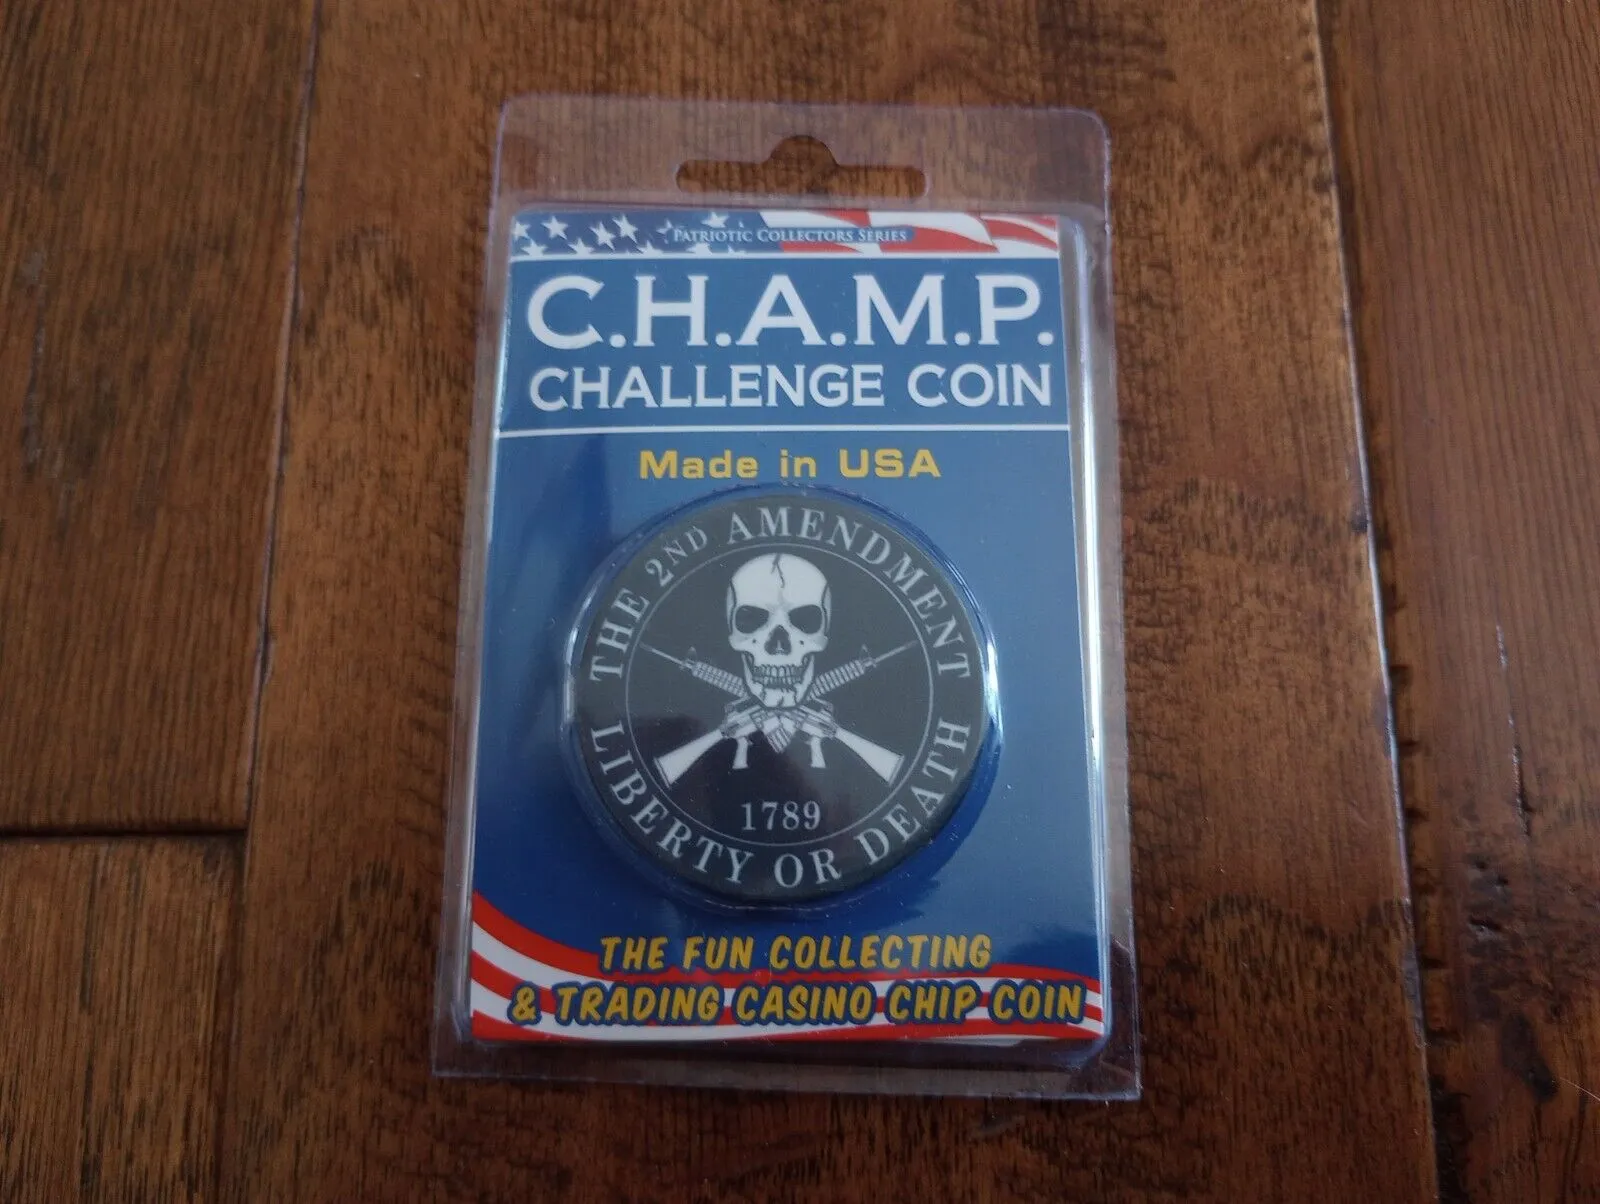 PATRIOTIC COLLECTORS SERIES
C.H.A.M.P.
CHALLENGE COIN
Made in USA
THE 2ND AMENDMENT
1789
LIBERTY OR DEATH
THE FUN COLLECTING
& TRADING CASINO CHIP COIN